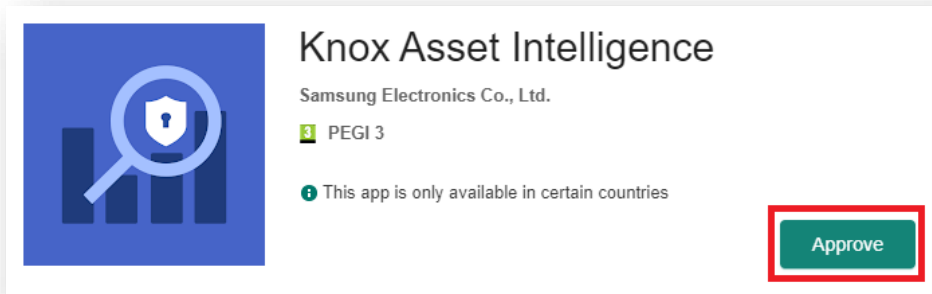 Knox Asset Intelligence
Samsung Electronics Co., Ltd.
3 PEGI 3
This app is only available in certain countries
Approve